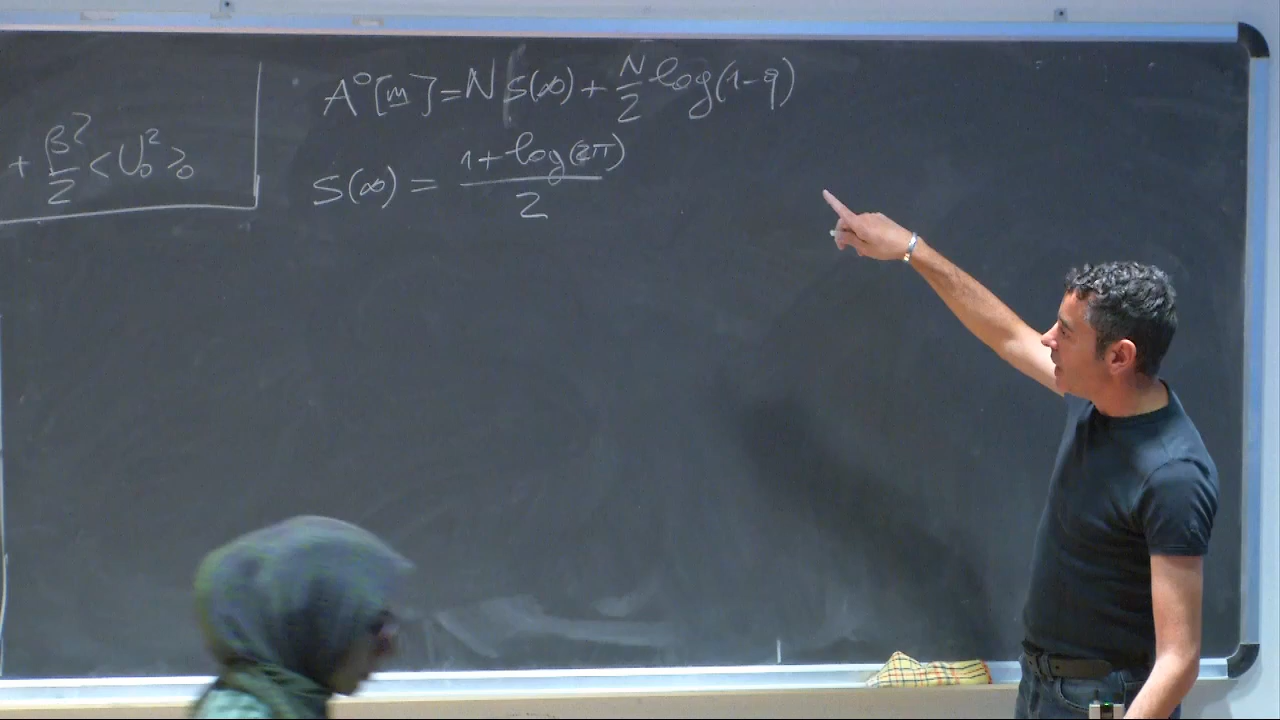 A⁰[m] = N S(∞) + N/2 log(1-q)
+ β²/2 <U₀²>₀
S(∞) = (1 + log(2π))/2